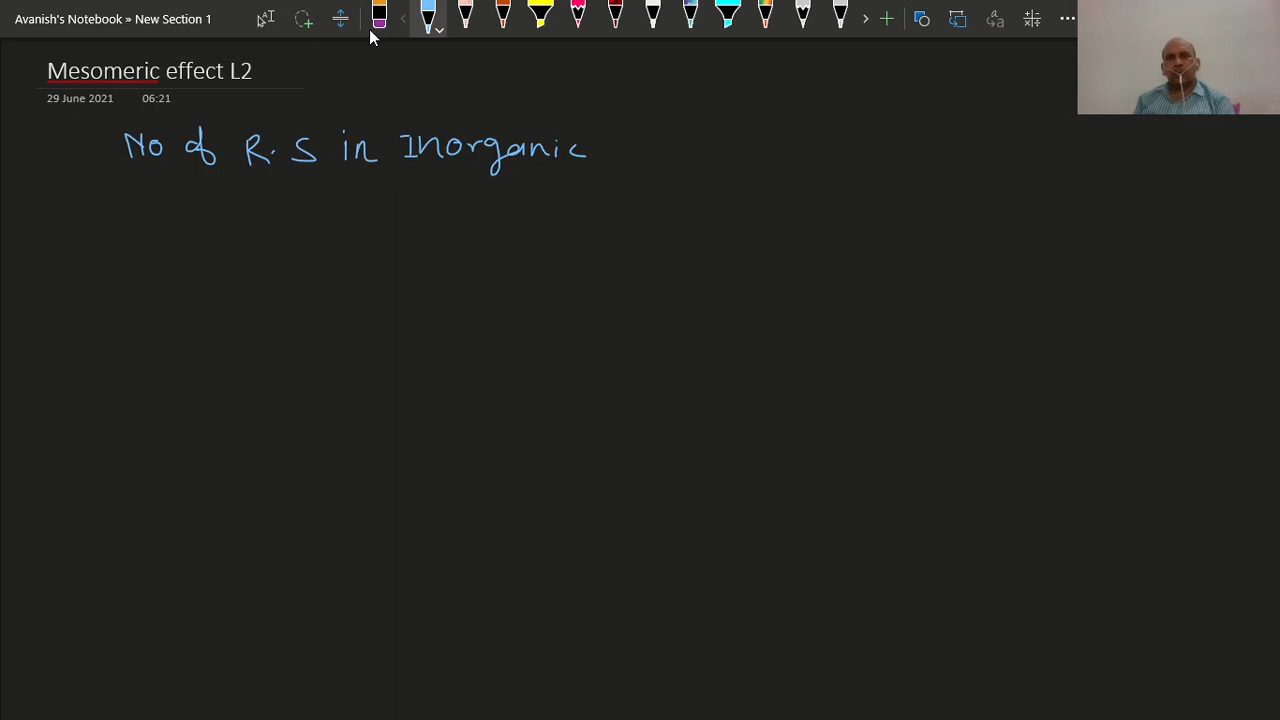 Avanish's Notebook » New Section 1
Mesomeric effect L2
29 June 2021 06:21
No of R.S in Inorganic